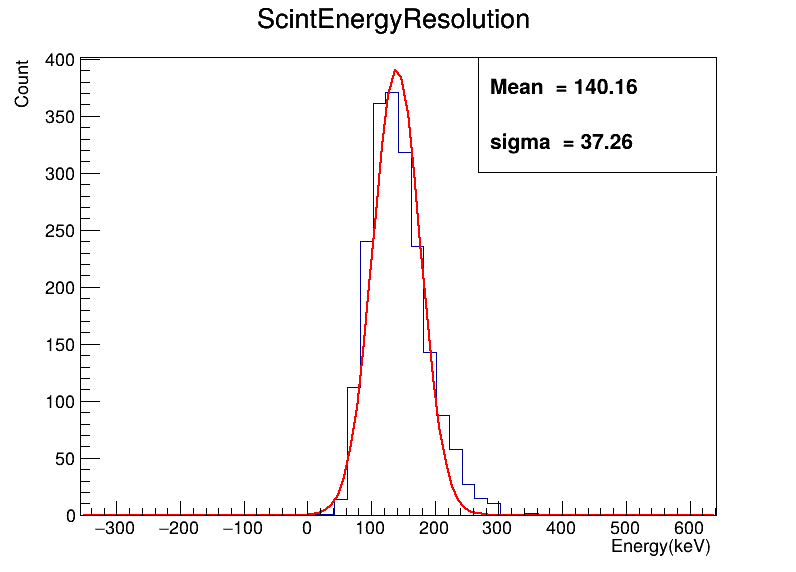 ScintEnergyResolution
Count
Mean = 140.16
sigma = 37.26
400
350
300
250
200
150
100
50
0
−300 −200 −100 0 100 200 300 400 500 600
Energy(keV)